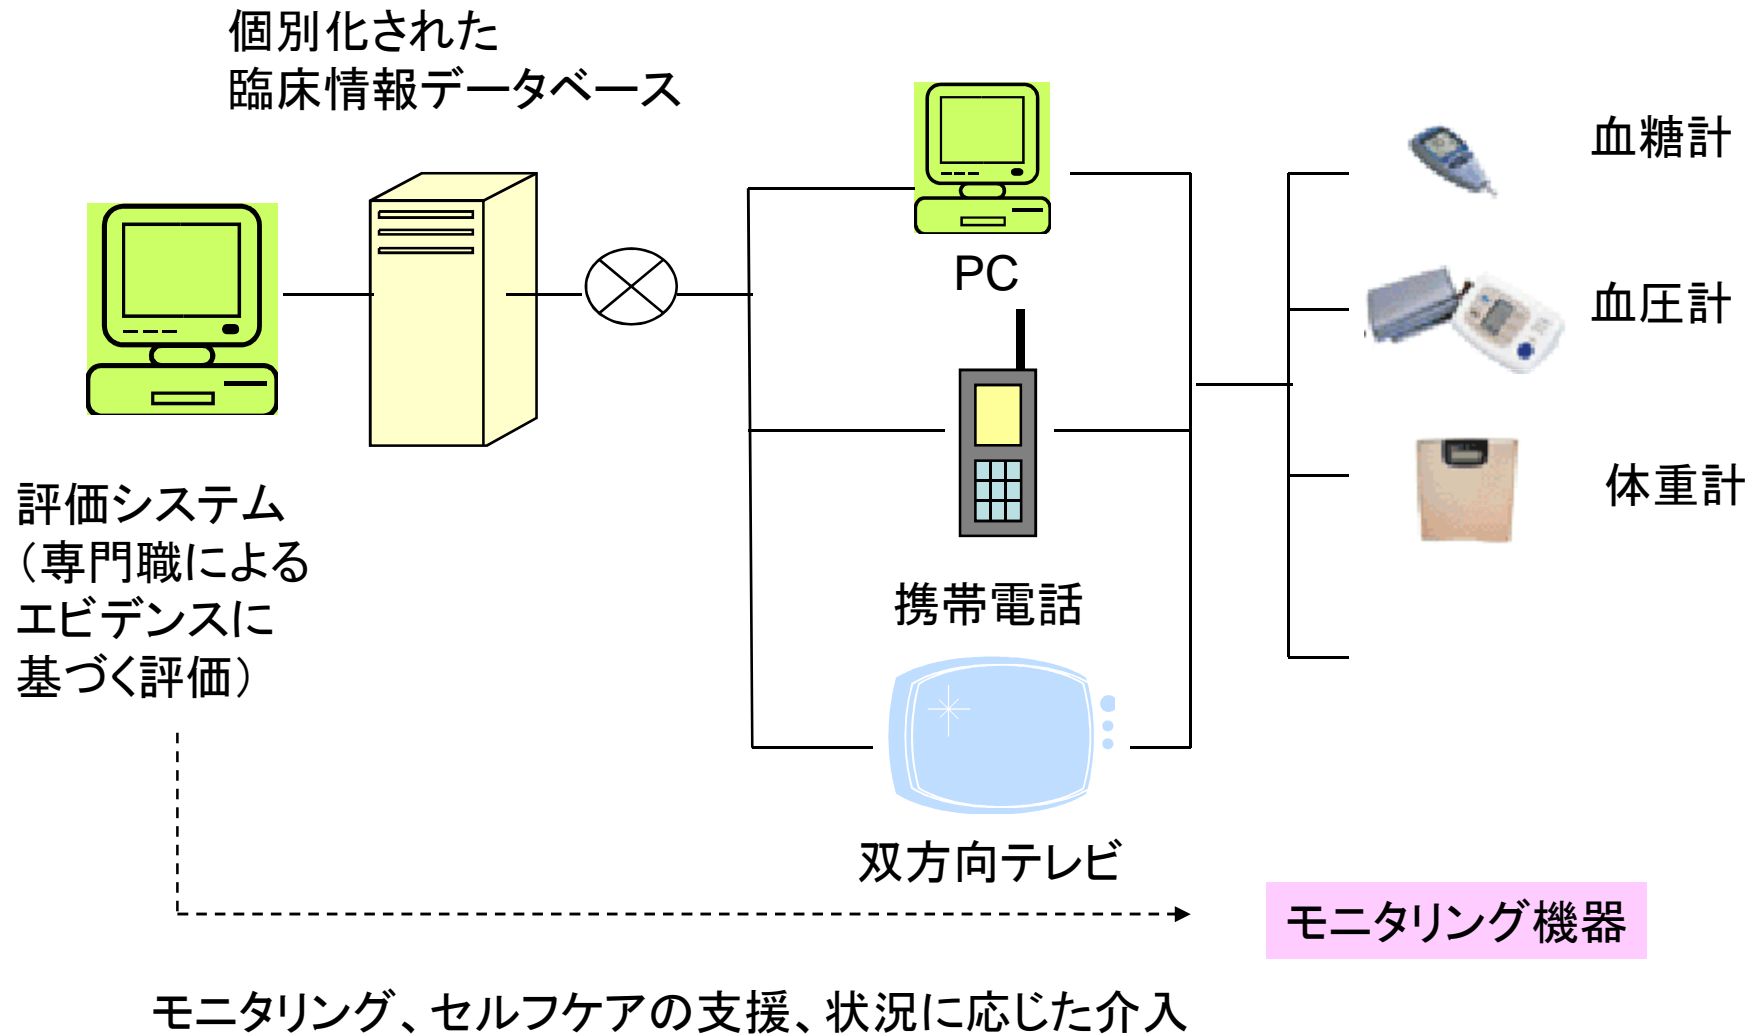 個別化された
臨床情報データベース
血糖計
PC
血圧計
体重計
評価システム
（専門職による
エビデンスに
基づく評価）
携帯電話
双方向テレビ
モニタリング機器
モニタリング、セルフケアの支援、状況に応じた介入